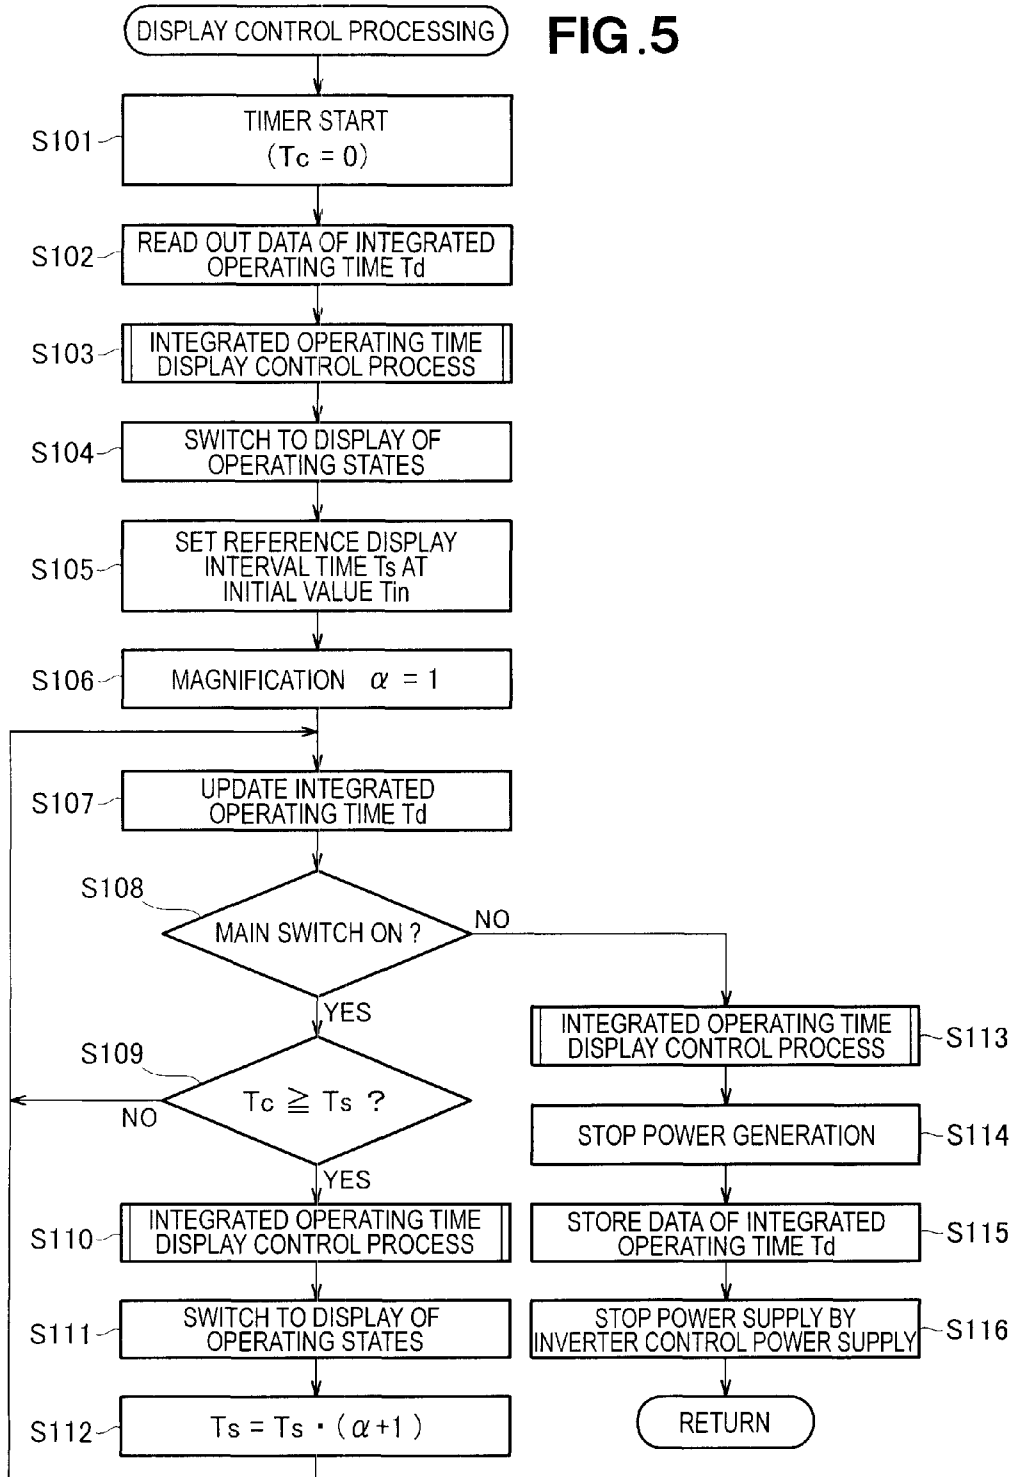 DISPLAY CONTROL PROCESSING
FIG.5
S101
TIMER START
(Tc = 0)
S102
READ OUT DATA OF INTEGRATED
OPERATING TIME Td
S103
INTEGRATED OPERATING TIME
DISPLAY CONTROL PROCESS
S104
SWITCH TO DISPLAY OF
OPERATING STATES
S105
SET REFERENCE DISPLAY
INTERVAL TIME Ts AT
INITIAL VALUE Tin
S106
MAGNIFICATION α = 1
S107
UPDATE INTEGRATED
OPERATING TIME Td
S108
MAIN SWITCH ON ?
NO
YES
S109
Tc ≧ Ts ?
NO
YES
S110
INTEGRATED OPERATING TIME
DISPLAY CONTROL PROCESS
S111
SWITCH TO DISPLAY OF
OPERATING STATES
S112
Ts = Ts · (α+1)
INTEGRATED OPERATING TIME
DISPLAY CONTROL PROCESS
S113
STOP POWER GENERATION
S114
STORE DATA OF INTEGRATED
OPERATING TIME Td
S115
STOP POWER SUPPLY BY
INVERTER CONTROL POWER SUPPLY
S116
RETURN